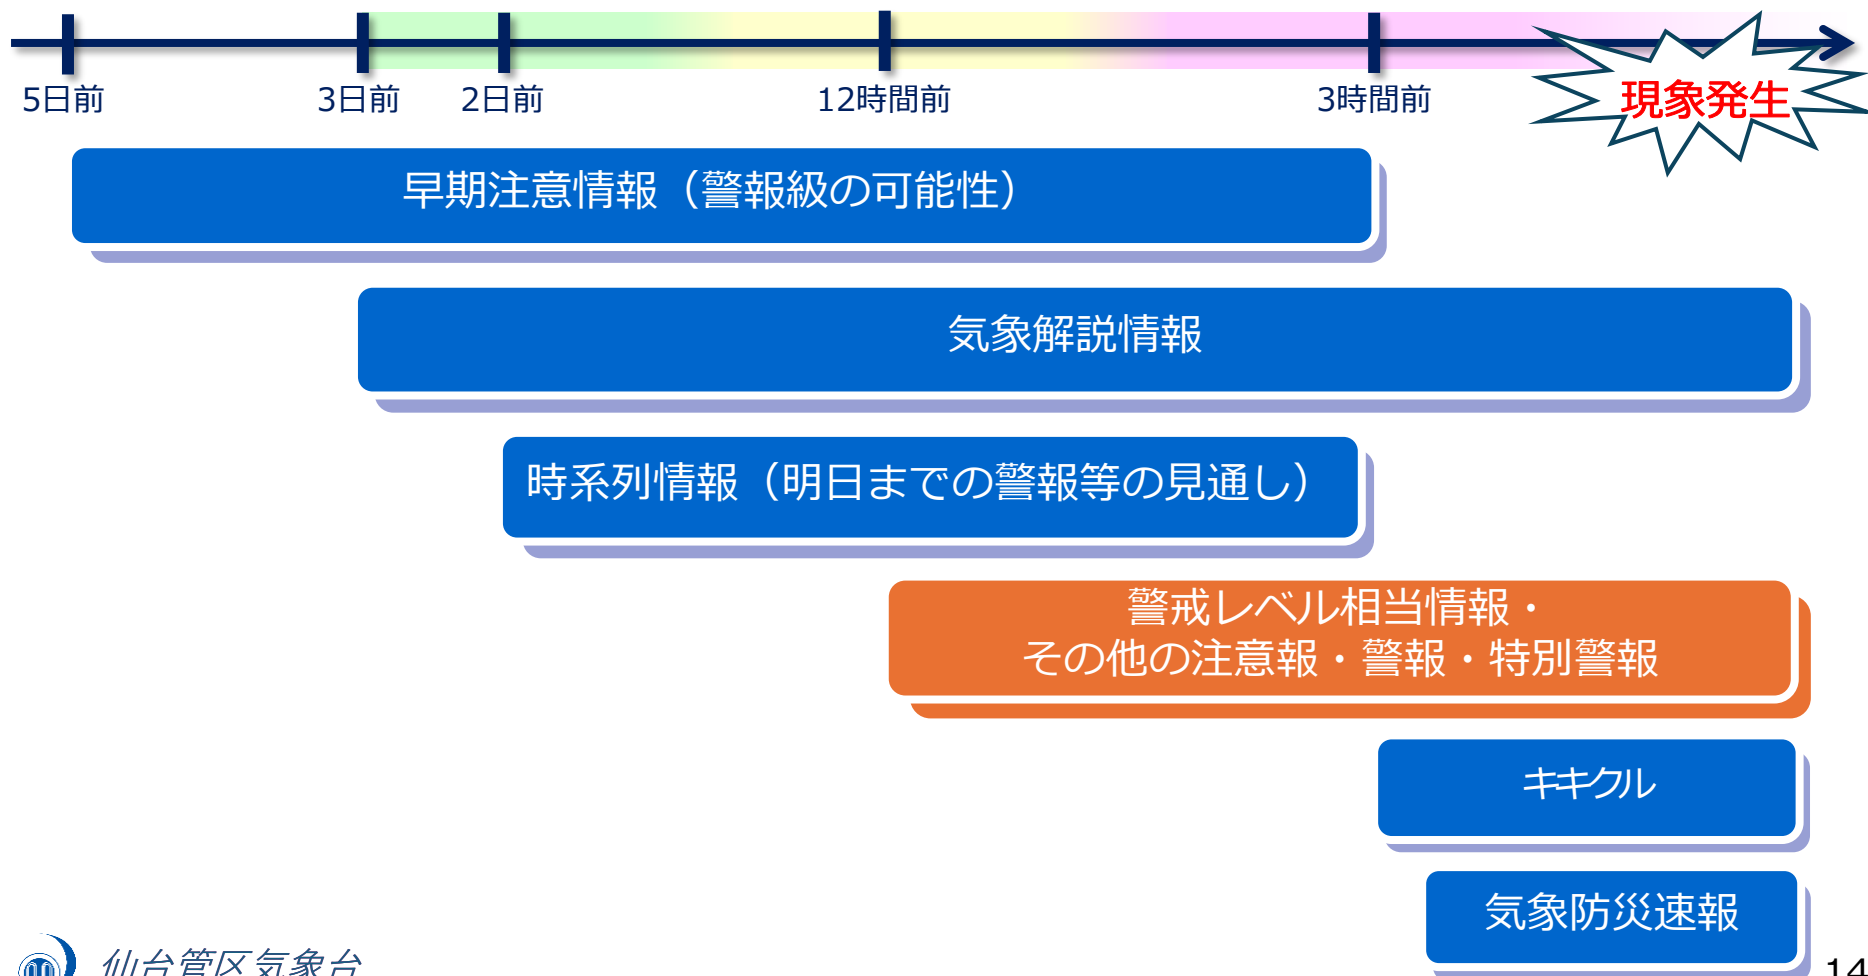 5日前
3日前
2日前
12時間前
3時間前
現象発生
早期注意情報（警報級の可能性）
気象解説情報
時系列情報（明日までの警報等の見通し）
警戒レベル相当情報・
その他の注意報・警報・特別警報
キキクル
気象防災速報
仙台管区気象台
14